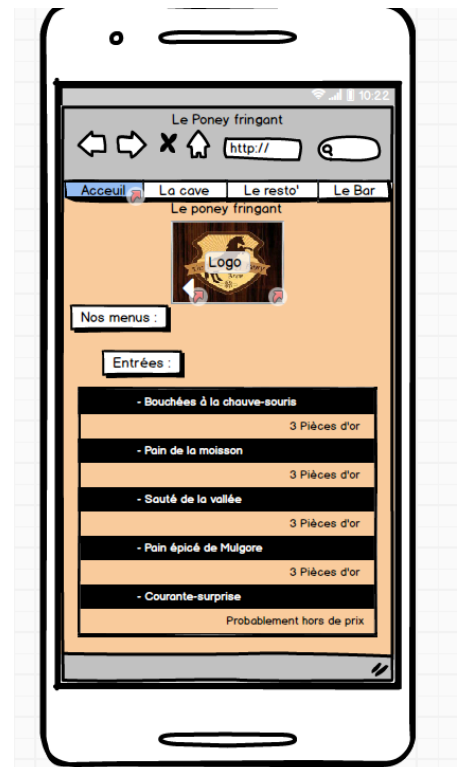 10:22
Le Poney fringant
http://
Acceuil La cave Le resto' Le Bar
Le poney fringant
Logo
Nos menus :
Entrées :
- Bouchées à la chauve-souris
3 Pièces d'or
- Pain de la moisson
3 Pièces d'or
- Sauté de la vallée
3 Pièces d'or
- Pain épicé de Mulgore
3 Pièces d'or
- Courante-surprise
Probablement hors de prix